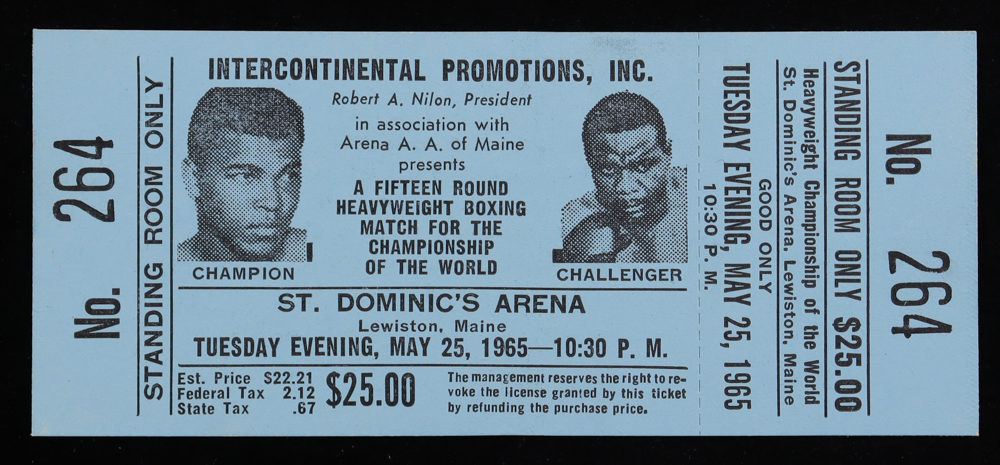 No. 264
STANDING ROOM ONLY
INTERCONTINENTAL PROMOTIONS, INC.
Robert A. Nilon, President
in association with
Arena A. A. of Maine
presents
A FIFTEEN ROUND
HEAVYWEIGHT BOXING
MATCH FOR THE
CHAMPIONSHIP
OF THE WORLD
CHAMPION
CHALLENGER
ST. DOMINIC'S ARENA
Lewiston, Maine
TUESDAY EVENING, MAY 25, 1965—10:30 P. M.
Est. Price $22.21
Federal Tax 2.12
State Tax .67
$25.00
The management reserves the right to re-
voke the license granted by this ticket
by refunding the purchase price.
No. 264
STANDING ROOM ONLY $25.00
Heavyweight Championship of the World
St. Dominic's Arena, Lewiston, Maine
GOOD ONLY
TUESDAY EVENING, MAY 25, 1965
10:30 P. M.